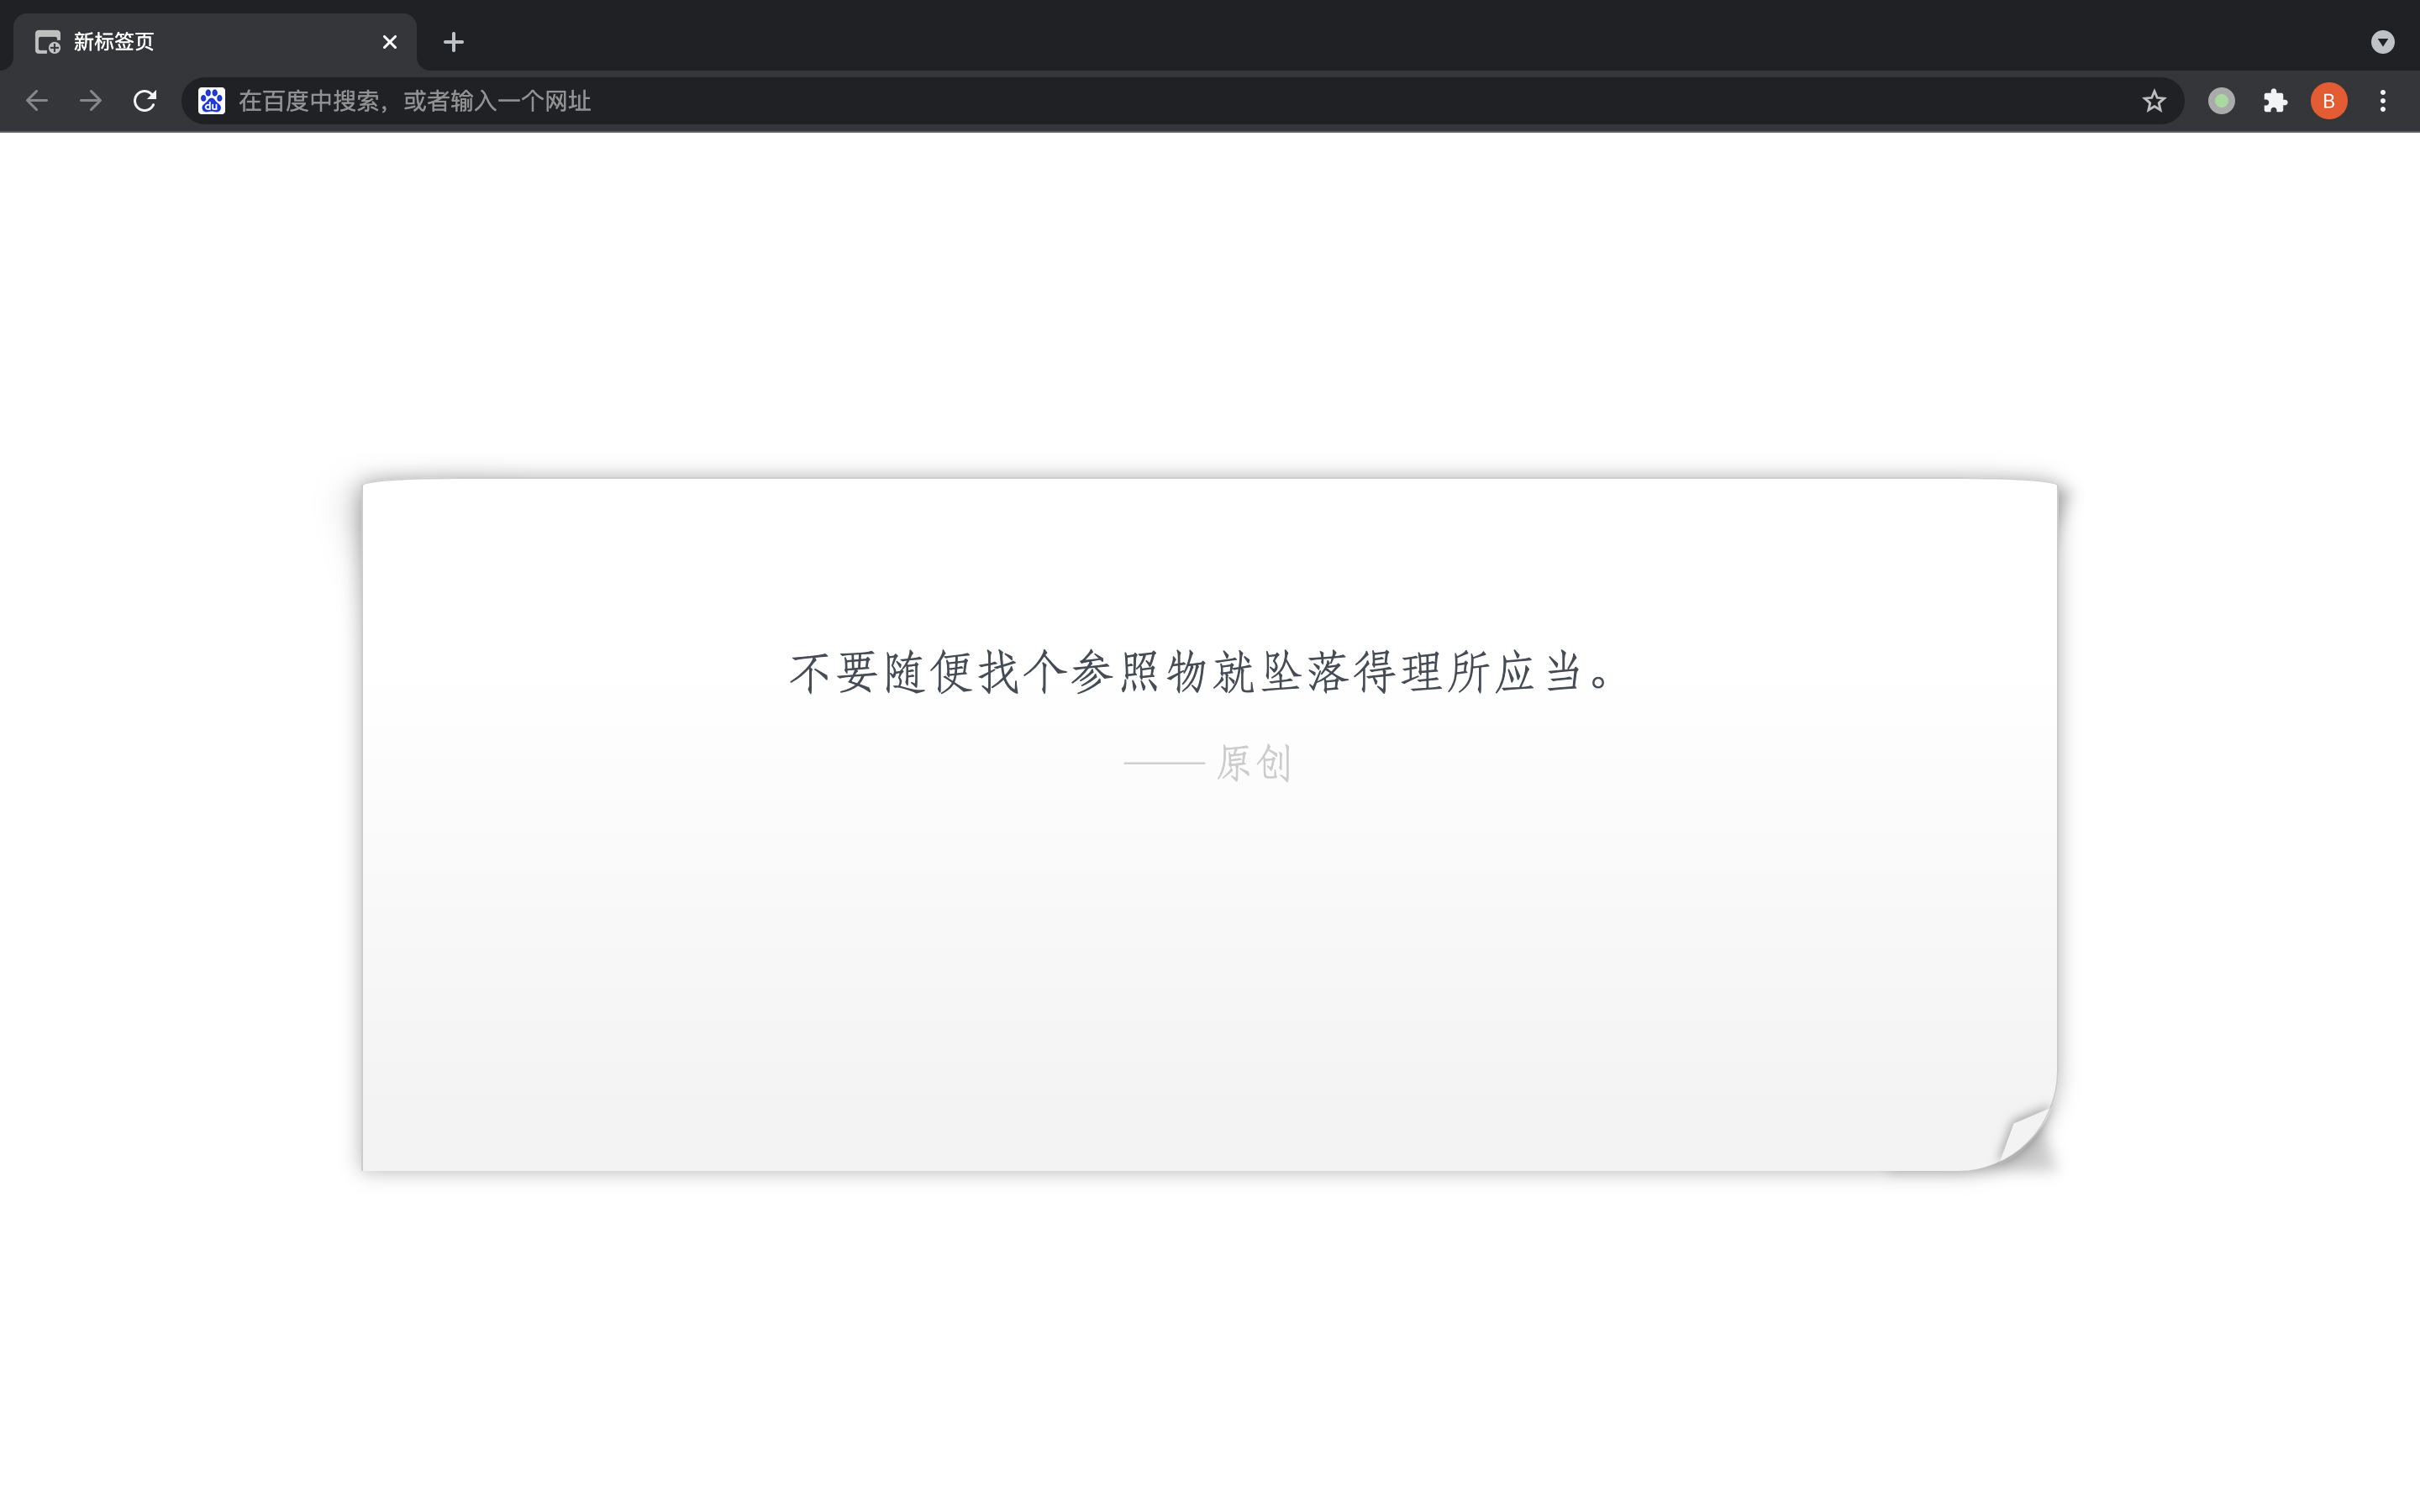 新标签页
du 在百度中搜索，或者输入一个网址
B
不要随便找个参照物就坠落得理所应当。
—— 原创